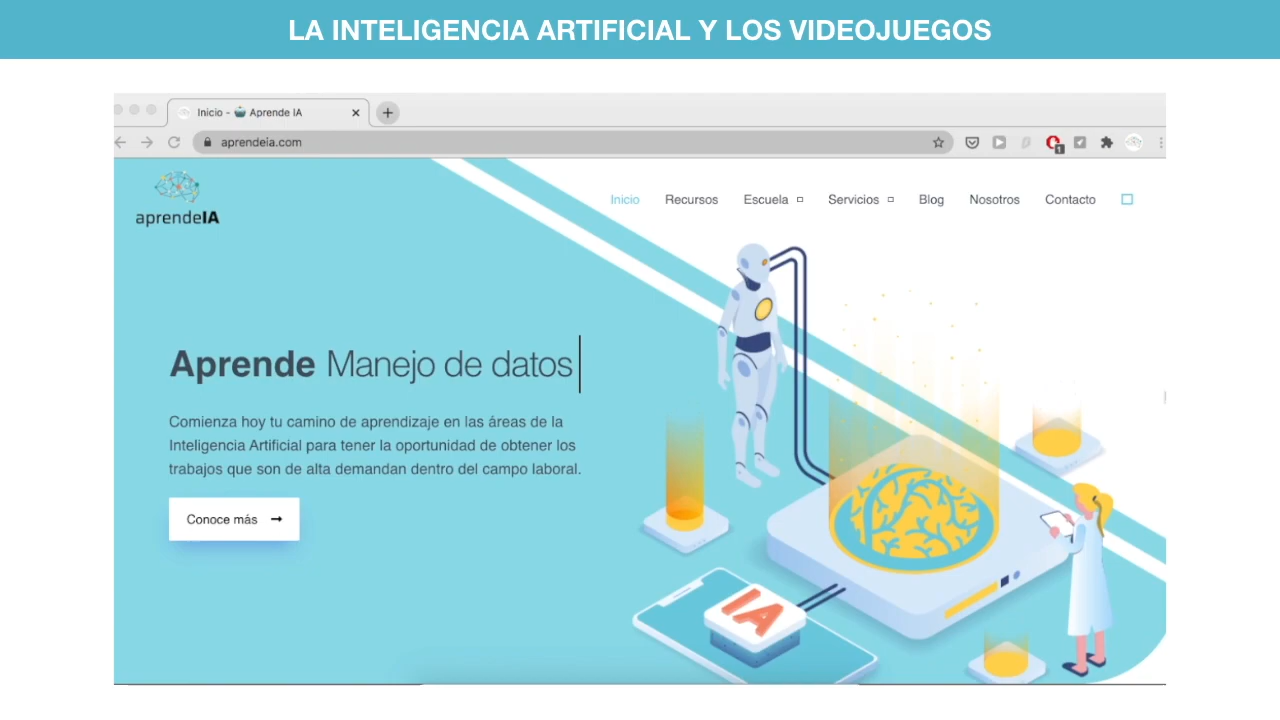 LA INTELIGENCIA ARTIFICIAL Y LOS VIDEOJUEGOS
Inicio - Aprende IA
aprendeia.com
1
aprendeIA
Inicio Recursos Escuela Servicios Blog Nosotros Contacto
Aprende Manejo de datos
Comienza hoy tu camino de aprendizaje en las áreas de la
Inteligencia Artificial para tener la oportunidad de obtener los
trabajos que son de alta demandan dentro del campo laboral.
Conoce más →
IA